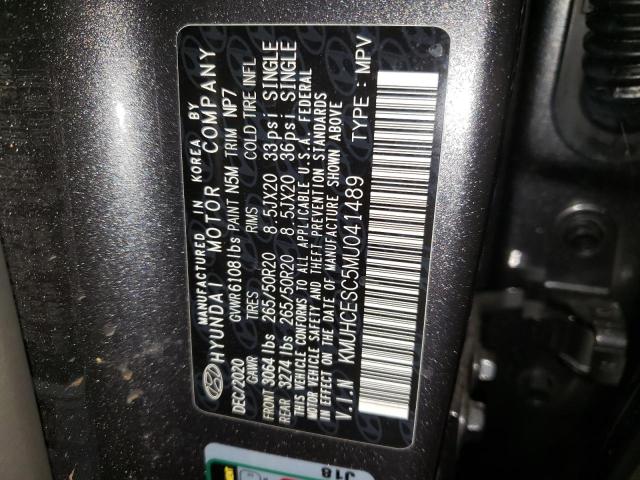 MANUFACTURED IN KOREA BY
HYUNDAI MOTOR COMPANY
DEC/2020 GVWR 6108 lbs PAINT N5M TRIM NP7
GAWR TIRES RIMS COLD TIRE INFL
FRONT 3064 lbs 265/50R20 8.5JX20 33psi SINGLE
REAR 3274 lbs 265/50R20 8.5JX20 36psi SINGLE
THIS VEHICLE CONFORMS TO ALL APPLICABLE U.S.A. FEDERAL
MOTOR VEHICLE SAFETY AND THEFT PREVENTION STANDARDS
IN EFFECT ON THE DATE OF MANUFACTURE SHOWN ABOVE
V.I.N KMUHCESC5MU041489 TYPE : MPV
J18